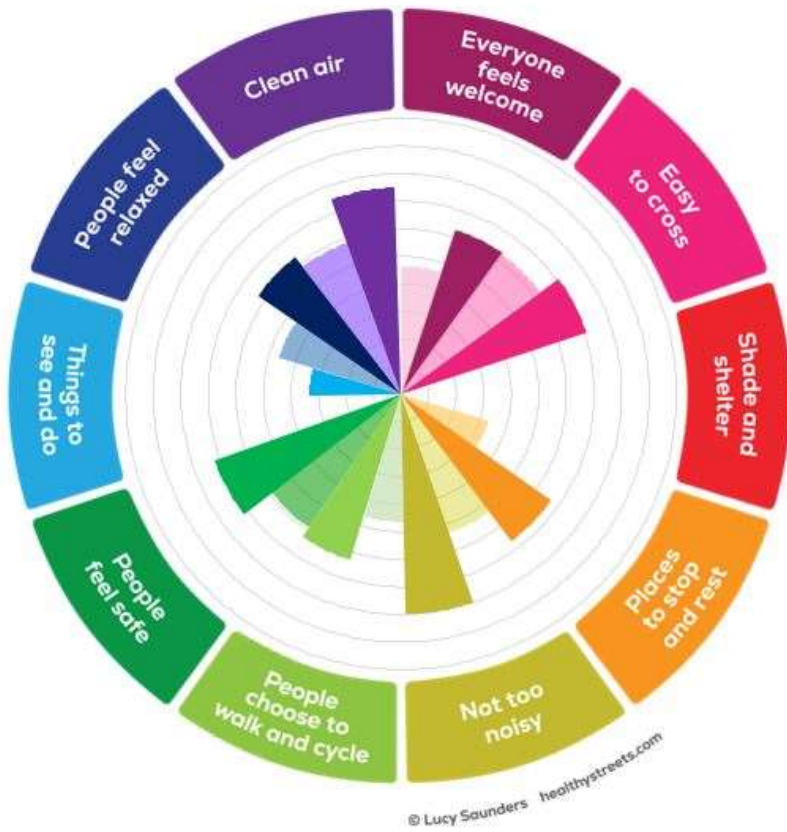 Everyone
feels
welcome
Easy
to cross
Shade and
shelter
Places
to stop
and rest
Not too
noisy
People
choose to
walk and cycle
People
feel safe
Things to
see and do
People feel
relaxed
Clean air
© Lucy Saunders healthystreets.com